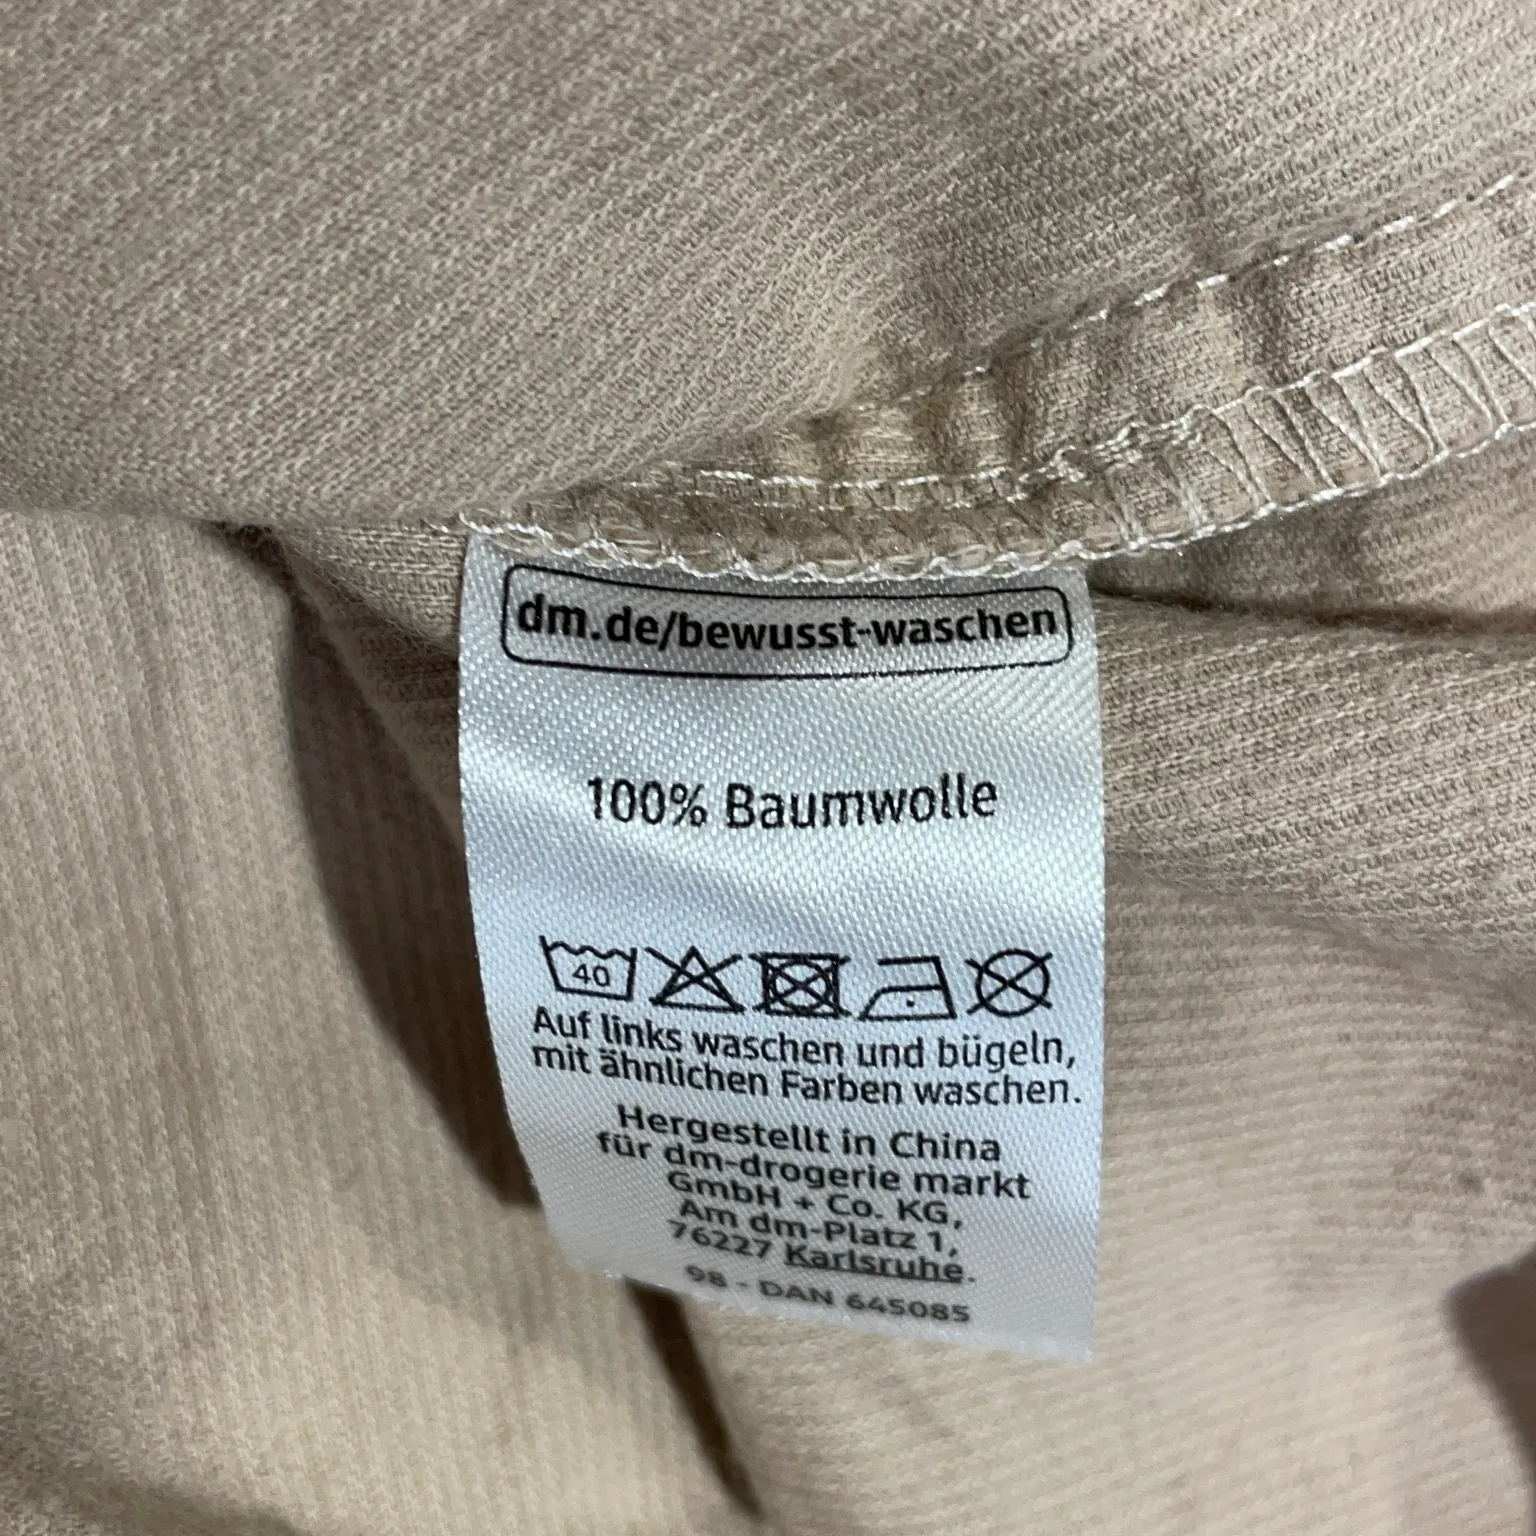 dm.de/bewusst-waschen
100% Baumwolle
40
Auf links waschen und bügeln,
mit ähnlichen Farben waschen.
Hergestellt in China
für dm-drogerie markt
GmbH + Co. KG,
Am dm-Platz 1,
76227 Karlsruhe.
98 - DAN 645085